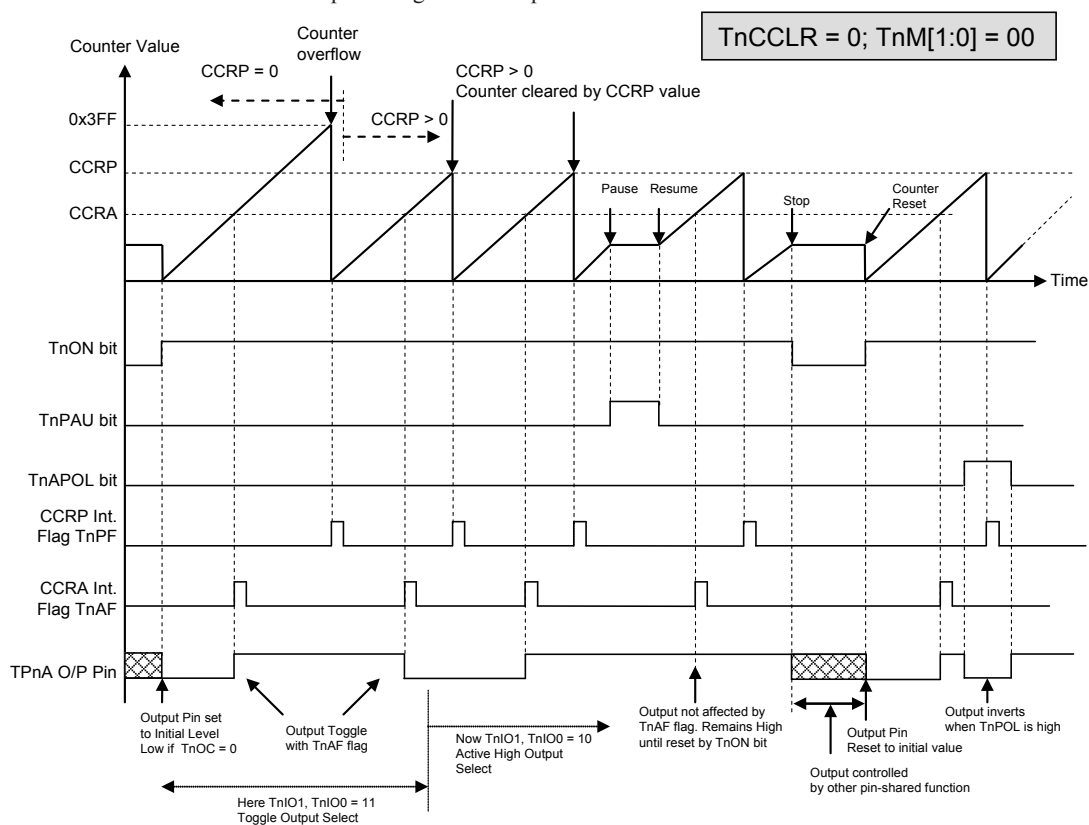 TnCCLR = 0; TnM[1:0] = 00
Counter Value
Counter
overflow
CCRP = 0
CCRP > 0
CCRP > 0
Counter cleared by CCRP value
0x3FF
CCRP
CCRA
Pause
Resume
Stop
Counter
Reset
Time
TnON bit
TnPAU bit
TnAPOL bit
CCRP Int.
Flag TnPF
CCRA Int.
Flag TnAF
TPnA O/P Pin
Output Pin set
to Initial Level
Low if TnOC = 0
Output Toggle
with TnAF flag
Now TnIO1, TnIO0 = 10
Active High Output
Select
Output not affected by
TnAF flag. Remains High
until reset by TnON bit
Output Pin
Reset to initial value
Output inverts
when TnPOL is high
Output controlled
by other pin-shared function
Here TnIO1, TnIO0 = 11
Toggle Output Select